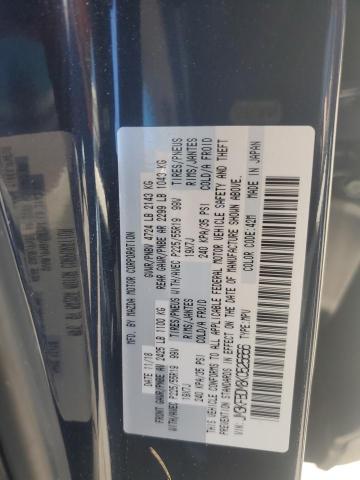 MFD. BY MAZDA MOTOR CORPORATION
DATE: 11/18 GVWR/PNBV 4724 LB 2143 KG
FRONT GAWR/PNBE AV 2425 LB 1100 KG REAR GAWR/PNBE AR 2299 LB 1043 KG
WITH/AVEC P225/55R19 99V TIRES/PNEUS WITH/AVEC P225/55R19 99V TIRES/PNEUS
19X7J RIMS/JANTES 19X7J RIMS/JANTES
240 KPA/35 PSI COLD/A FROID 240 KPA/35 PSI COLD/A FROID
THIS VEHICLE CONFORMS TO ALL APPLICABLE FEDERAL MOTOR VEHICLE SAFETY AND THEFT
PREVENTION STANDARDS IN EFFECT ON THE DATE OF MANUFACTURE SHOWN ABOVE.
TYPE: MPV
COLOR CODE: 42M MADE IN JAPAN